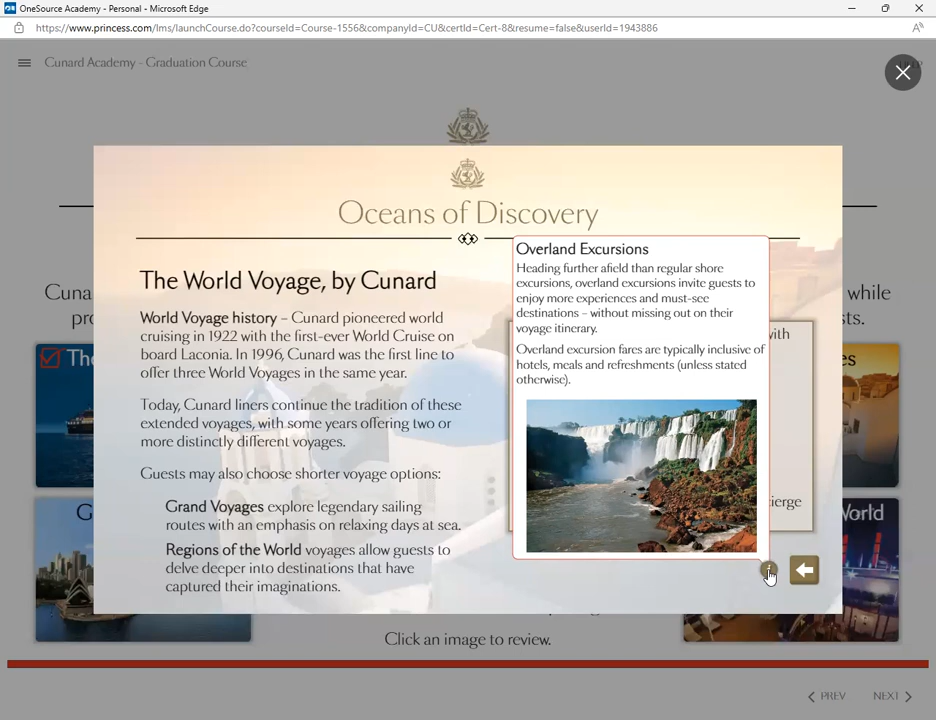 OneSource Academy - Personal - Microsoft Edge
https://www.princess.com/lms/launchCourse.do?courseId=Course-1556&companyId=CU&certId=Cert-8&resume=false&userId=1943886
Cunard Academy - Graduation Course
Oceans of Discovery
The World Voyage, by Cunard
World Voyage history – Cunard pioneered world
cruising in 1922 with the first-ever World Cruise on
board Laconia. In 1996, Cunard was the first line to
offer three World Voyages in the same year.
Today, Cunard liners continue the tradition of these
extended voyages, with some years offering two or
more distinctly different voyages.
Guests may also choose shorter voyage options:
Grand Voyages explore legendary sailing
routes with an emphasis on relaxing days at sea.
Regions of the World voyages allow guests to
delve deeper into destinations that have
captured their imaginations.
Overland Excursions
Heading further afield than regular shore
excursions, overland excursions invite guests to
enjoy more experiences and must-see
destinations – without missing out on their
voyage itinerary.
Overland excursion fares are typically inclusive of
hotels, meals and refreshments (unless stated
otherwise).
while
Click an image to review.
PREV
NEXT